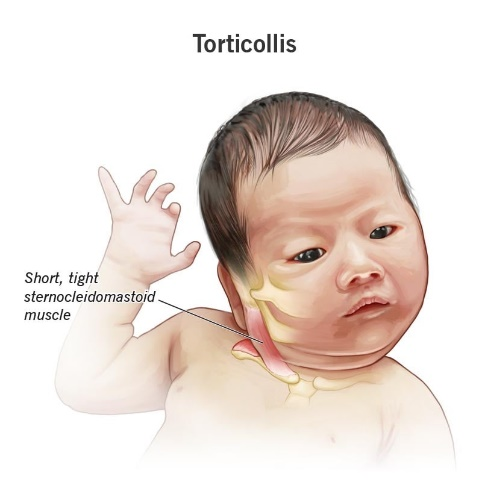 Torticollis
Short, tight
sternocleidomastoid
muscle